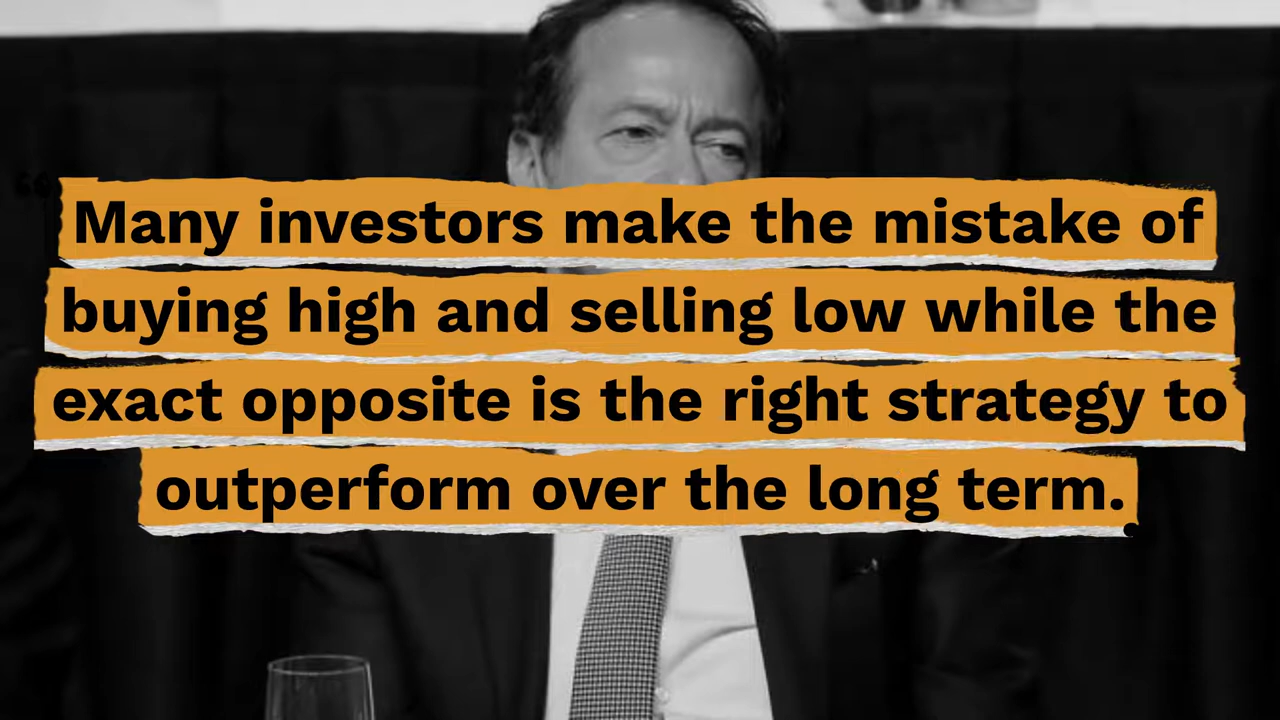 “
Many investors make the mistake of
buying high and selling low while the
exact opposite is the right strategy to
outperform over the long term.